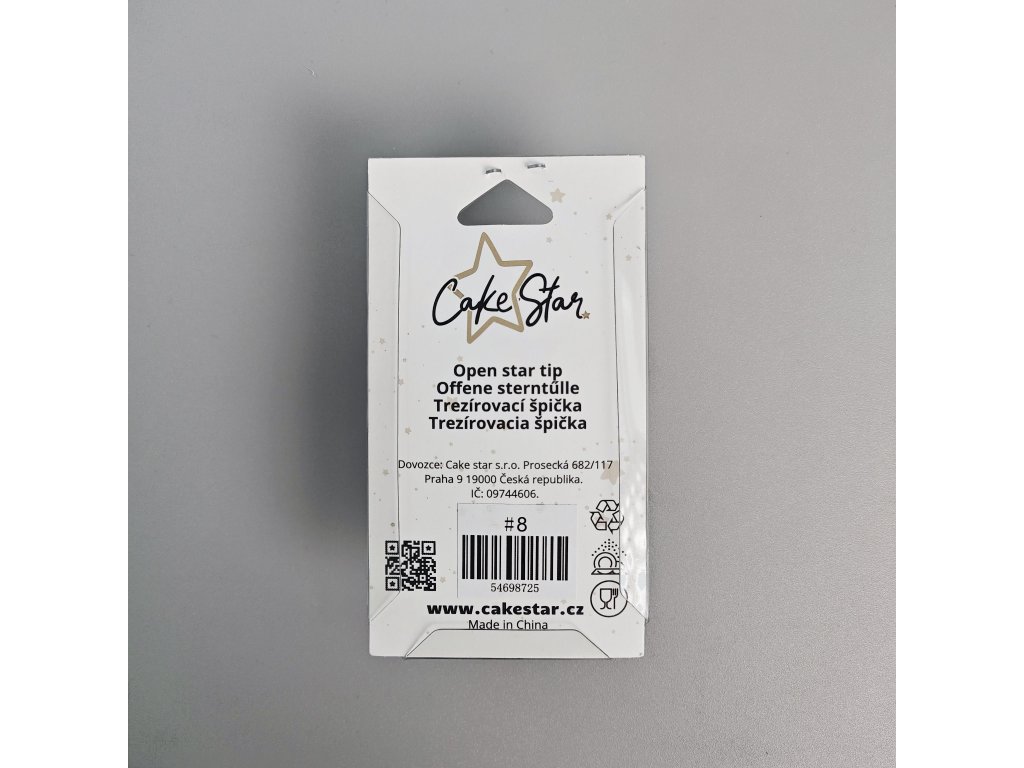 Cake Star
Open star tip
Offene sterntűlle
Trezírovací špička
Trezírovacia špička
Dovozce: Cake star s.r.o. Prosecká 682/117
Praha 9 19000 Česká republika.
IČ: 09744606.
#8
54698725
www.cakestar.cz
Made in China